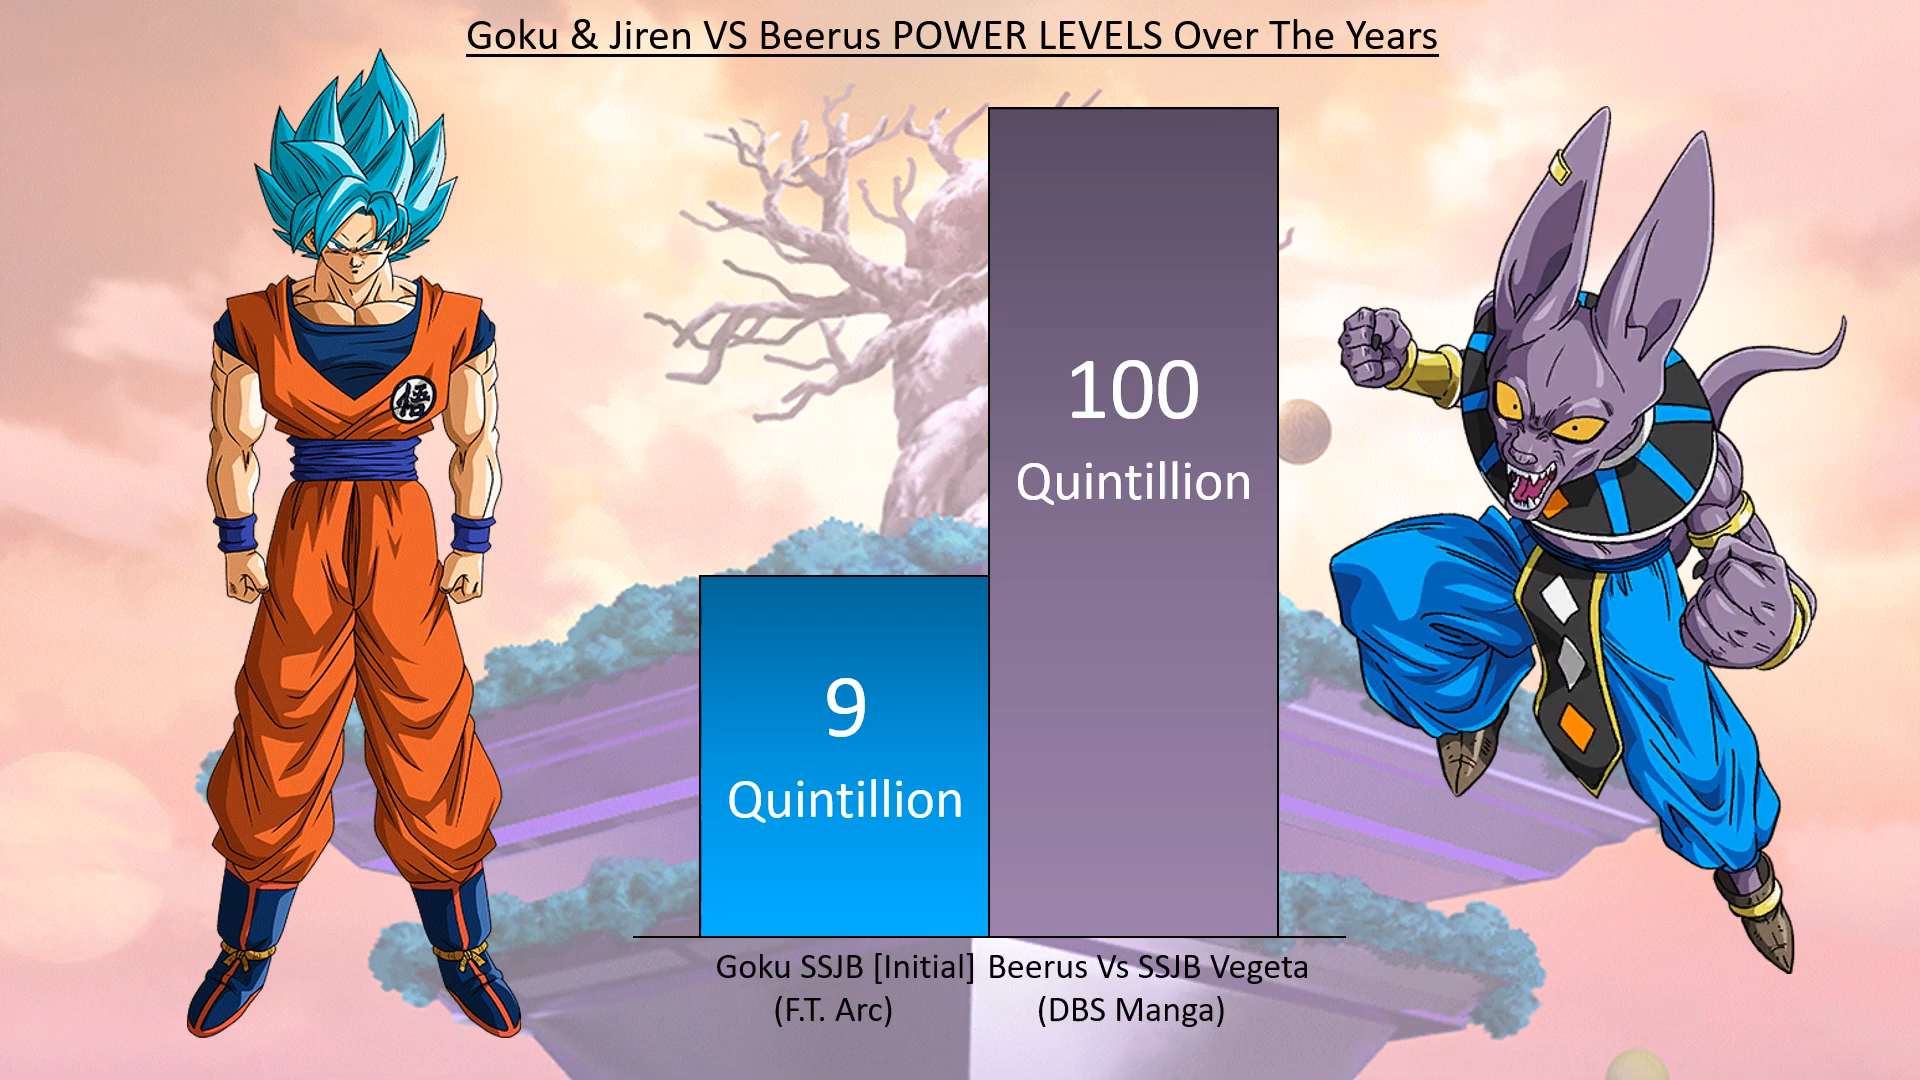 Goku & Jiren VS Beerus POWER LEVELS Over The Years
悟
100
Quintillion
9
Quintillion
Goku SSJB [Initial]
(F.T. Arc)
Beerus Vs SSJB Vegeta
(DBS Manga)